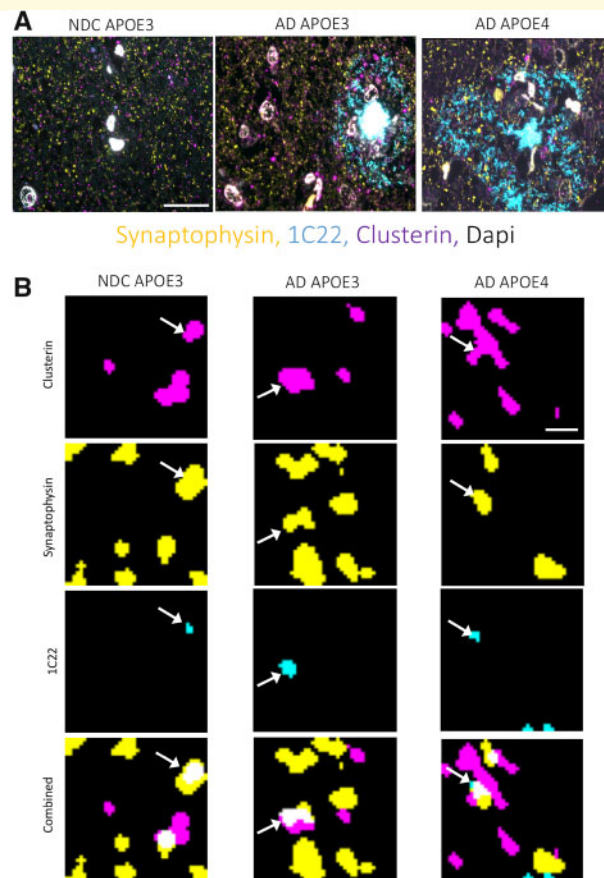 A
NDC APOE3 AD APOE3 AD APOE4
Synaptophysin, 1C22, Clusterin, Dapi
B
NDC APOE3 AD APOE3 AD APOE4
Clusterin
Synaptophysin
1C22
Combined